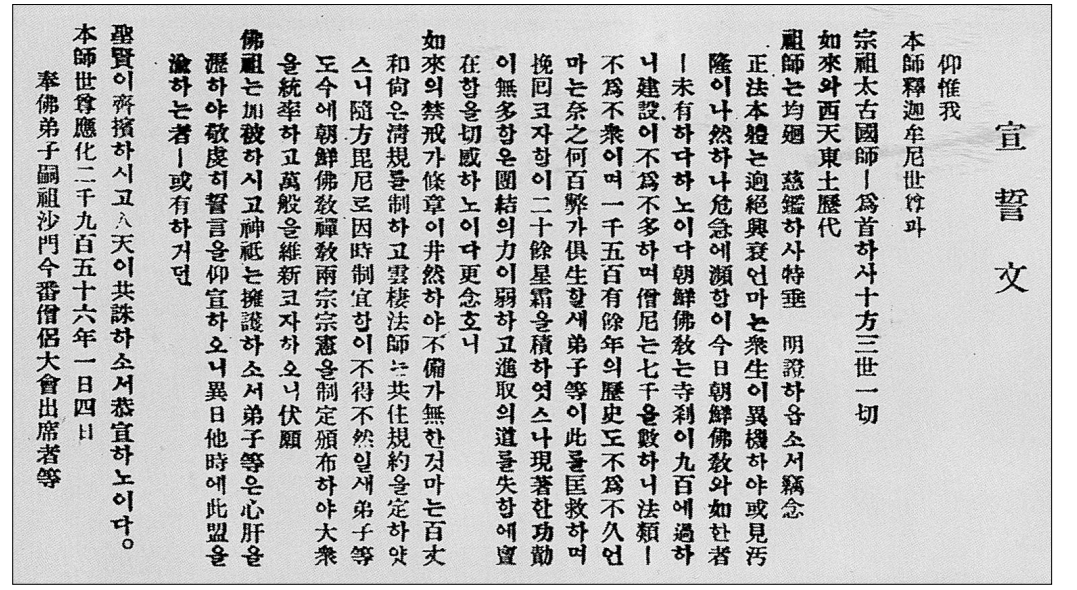 宣誓文
仰惟我
本師釋迦牟尼世尊과
宗祖太古國師ㅣ爲首하사十方三世一切
如來와西天東土歷代
祖師는均廻 慈鑑하사特垂 明證하옵소서竊念
正法本體는逈絕興衰언마는衆生이異機하야或見汚
隆이나然하나危急에瀕함이今日朝鮮佛敎와如한者
ㅣ未有하다하노이다朝鮮佛敎는寺刹이九百에過하
니建設이不爲不多하며僧尼는七千을數하니法類ㅣ
不爲不衆이며一千五百有餘年의歷史도不爲不久언
마는奈之何百弊가俱生할새弟子等이此를匡救하며
挽回코자함이二十餘星霜을積하엿스나現著한功勳
이無多함은團結의力이弱하고進取의道를失함에實
在함을切感하노이다更念호니
如來의禁戒가條章이井然하야不備가無한것마는百丈
和尙은淸規를制하고雲棲法師는共住規約을定하얏
스니隨方毘尼로因時制宜함이不得不然일새弟子等
도今에朝鮮佛敎禪敎兩宗宗憲을制定頒布하야大衆
을統率하고萬般을維新코자하오니伏願
佛祖는加被하시고神祇는擁護하소서弟子等은心肝을
瀝하야敬虔히誓言을仰宣하오니異日他時에此盟을
渝하는者ㅣ或有하거던
聖賢이齊擯하시고人天이共誅하소서恭宣하노이다。
本師世尊應化二千九百五十六年一日四日
奉佛弟子嗣祖沙門今番僧侶大會出席者等